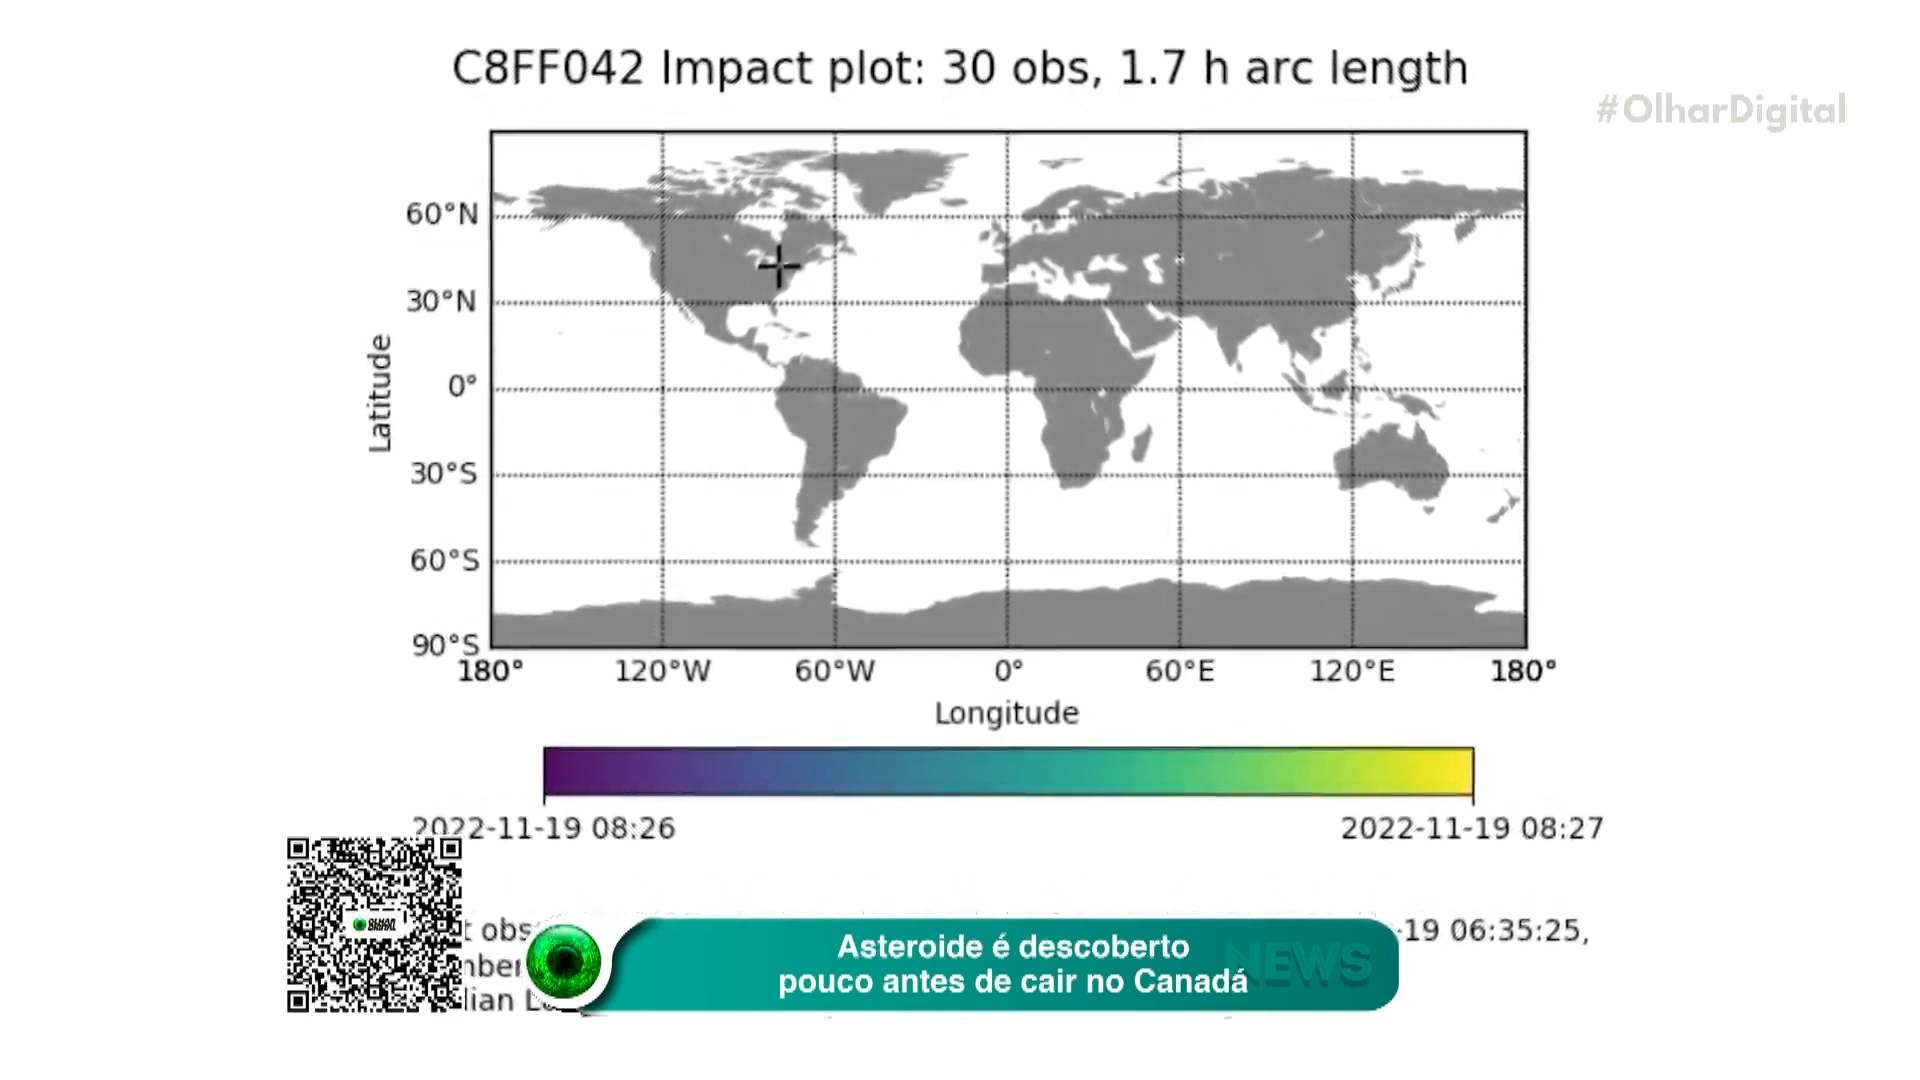 C8FF042 Impact plot: 30 obs, 1.7 h arc length
#OlharDigital
60°N
30°N
0°
30°S
60°S
90°S
Latitude
180° 120°W 60°W 0° 60°E 120°E 180°
Longitude
2022-11-19 08:26 2022-11-19 08:27
t obs -19 06:35:25,
lian L
NEWS
Asteroide é descoberto
pouco antes de cair no Canadá